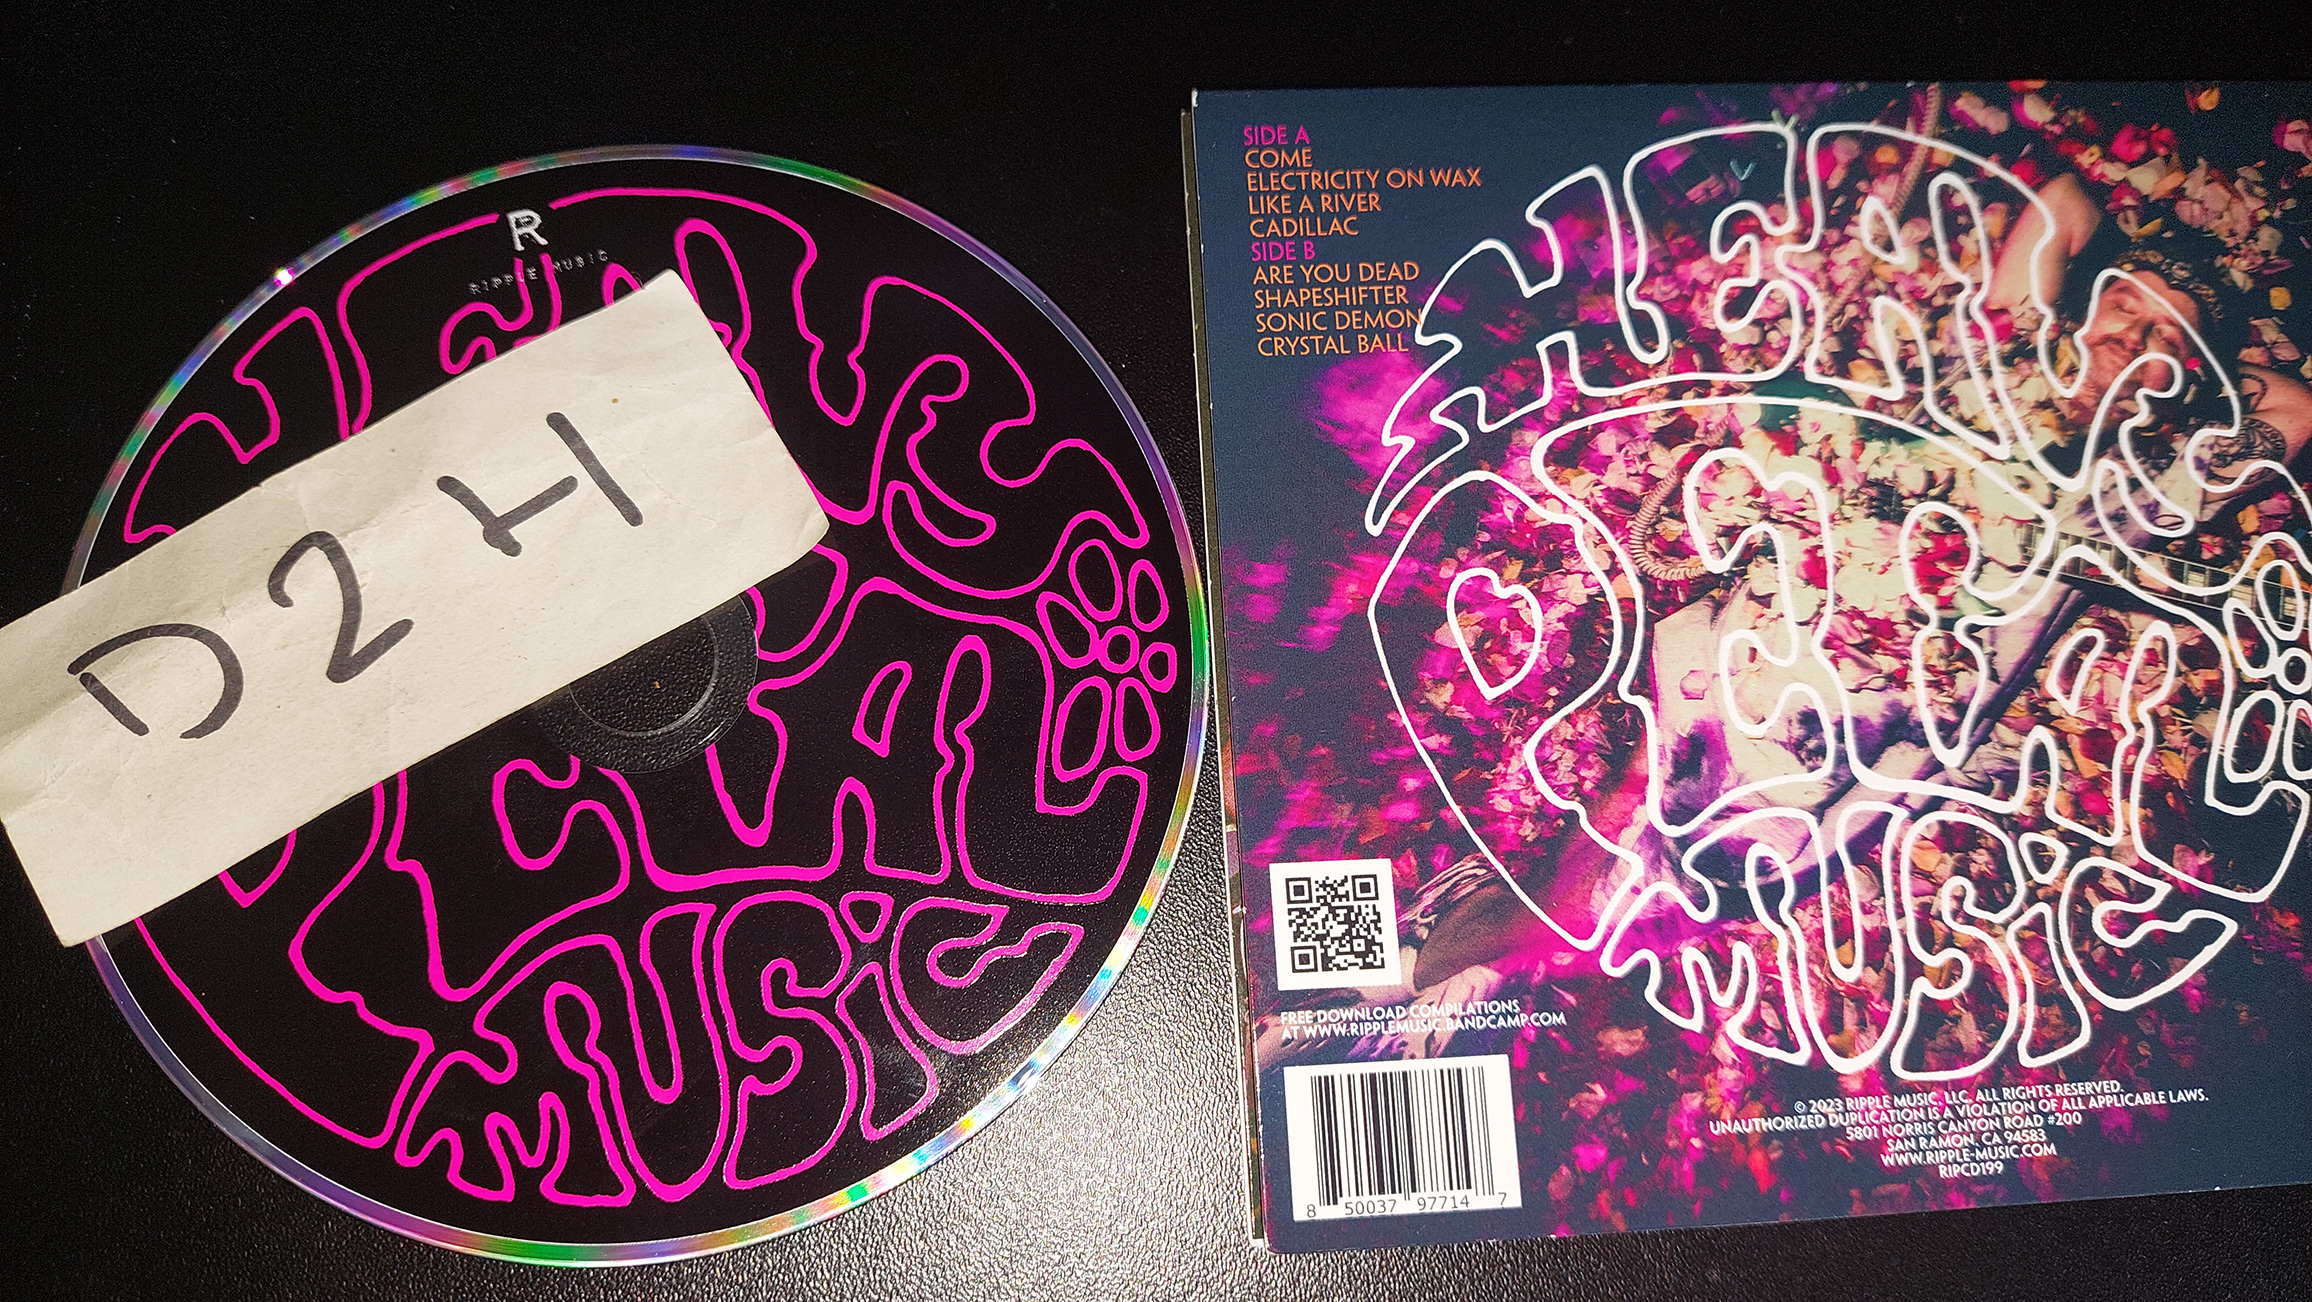 R
RIPPLE MUSIC
HEAVY
PETAL
MUSIC
D2H
SIDE A
COME
ELECTRICITY ON WAX
LIKE A RIVER
CADILLAC
SIDE B
ARE YOU DEAD
SHAPESHIFTER
SONIC DEMON
CRYSTAL BALL
HEAVY
PETAL
MUSIC
FREE DOWNLOAD COMPILATIONS
AT WWW.RIPPLEMUSIC.BANDCAMP.COM
8 50037 97714 7
© 2023 RIPPLE MUSIC, LLC. ALL RIGHTS RESERVED.
UNAUTHORIZED DUPLICATION IS A VIOLATION OF ALL APPLICABLE LAWS.
5801 NORRIS CANYON ROAD #200
SAN RAMON, CA 94583
WWW.RIPPLE-MUSIC.COM
RIPCD199